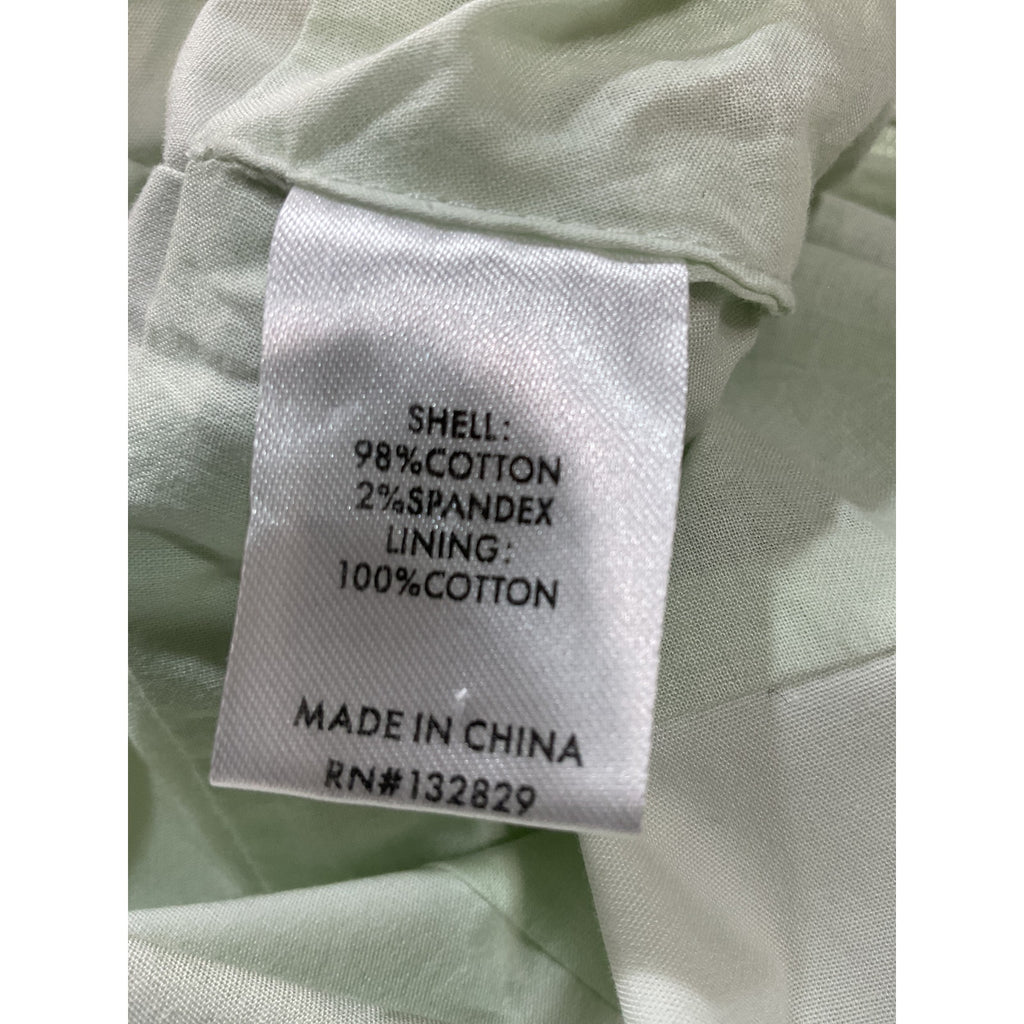 SHELL:
98%COTTON
2%SPANDEX
LINING:
100%COTTON
MADE IN CHINA
RN#132829